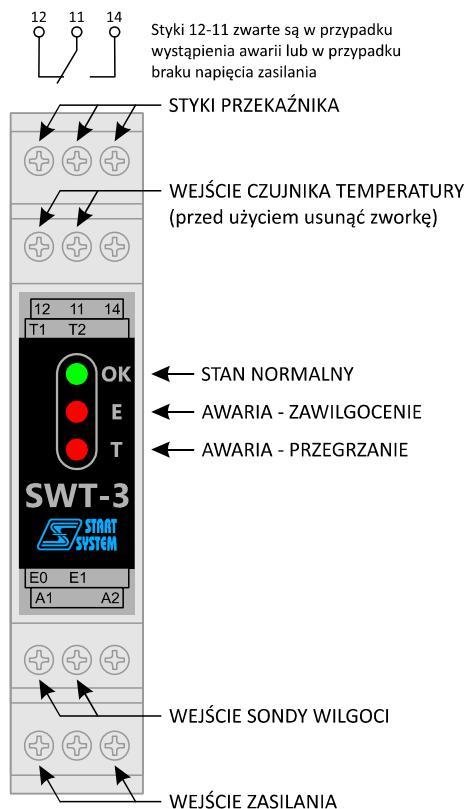 12 11 14
Styki 12-11 zwarte są w przypadku
wystąpienia awarii lub w przypadku
braku napięcia zasilania
STYKI PRZEKAŹNIKA
WEJŚCIE CZUJNIKA TEMPERATURY
(przed użyciem usunąć zworkę)
12 11 14
T1 T2
OK
STAN NORMALNY
E
AWARIA - ZAWILGOCENIE
T
AWARIA - PRZEGRZANIE
SWT-3
START
SYSTEM
E0 E1
A1 A2
WEJŚCIE SONDY WILGOCI
WEJŚCIE ZASILANIA